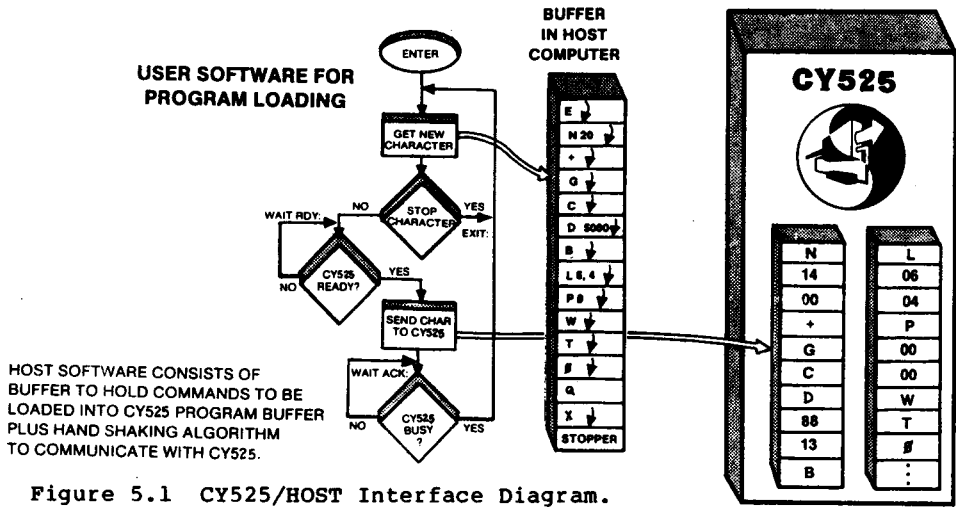 USER SOFTWARE FOR
PROGRAM LOADING
ENTER
GET NEW
CHARACTER
STOP
CHARACTER
NO
YES
EXIT:
WAIT RDY:
CY525
READY?
NO
YES
SEND CHAR
TO CY525
WAIT ACK:
CY525
BUSY
?
NO
YES
BUFFER
IN HOST
COMPUTER
E
N 20
+
G
C
D 5000
B
L 6, 4
P 0
W
T
0
Q
X
STOPPER
CY525
N
14
00
+
G
C
D
88
13
B
L
06
04
P
00
00
W
T
0
HOST SOFTWARE CONSISTS OF
BUFFER TO HOLD COMMANDS TO BE
LOADED INTO CY525 PROGRAM BUFFER
PLUS HAND SHAKING ALGORITHM
TO COMMUNICATE WITH CY525.
Figure 5.1 CY525/HOST Interface Diagram.